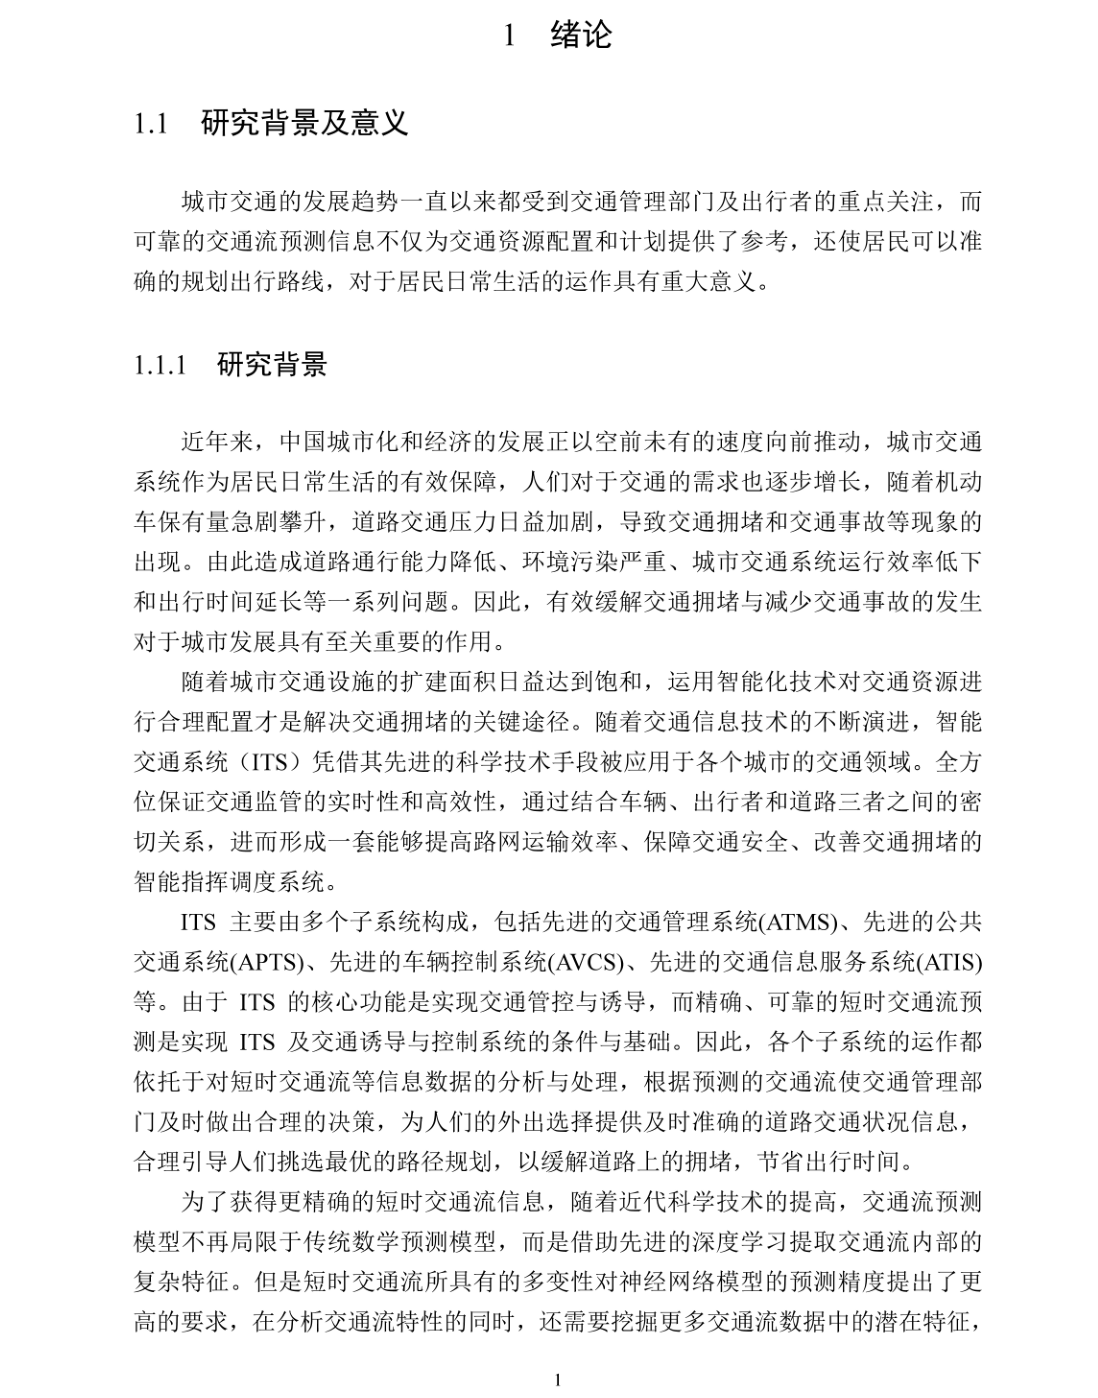 1 绪论
1.1 研究背景及意义
城市交通的发展趋势一直以来都受到交通管理部门及出行者的重点关注，而
可靠的交通流预测信息不仅为交通资源配置和计划提供了参考，还使居民可以准
确的规划出行路线，对于居民日常生活的运作具有重大意义。
1.1.1 研究背景
近年来，中国城市化和经济的发展正以空前未有的速度向前推动，城市交通
系统作为居民日常生活的有效保障，人们对于交通的需求也逐步增长，随着机动
车保有量急剧攀升，道路交通压力日益加剧，导致交通拥堵和交通事故等现象的
出现。由此造成道路通行能力降低、环境污染严重、城市交通系统运行效率低下
和出行时间延长等一系列问题。因此，有效缓解交通拥堵与减少交通事故的发生
对于城市发展具有至关重要的作用。
随着城市交通设施的扩建面积日益达到饱和，运用智能化技术对交通资源进
行合理配置才是解决交通拥堵的关键途径。随着交通信息技术的不断演进，智能
交通系统（ITS）凭借其先进的科学技术手段被应用于各个城市的交通领域。全方
位保证交通监管的实时性和高效性，通过结合车辆、出行者和道路三者之间的密
切关系，进而形成一套能够提高路网运输效率、保障交通安全、改善交通拥堵的
智能指挥调度系统。
ITS 主要由多个子系统构成，包括先进的交通管理系统(ATMS)、先进的公共
交通系统(APTS)、先进的车辆控制系统(AVCS)、先进的交通信息服务系统(ATIS)
等。由于 ITS 的核心功能是实现交通管控与诱导，而精确、可靠的短时交通流预
测是实现 ITS 及交通诱导与控制系统的条件与基础。因此，各个子系统的运作都
依托于对短时交通流等信息数据的分析与处理，根据预测的交通流使交通管理部
门及时做出合理的决策，为人们的外出选择提供及时准确的道路交通状况信息，
合理引导人们挑选最优的路径规划，以缓解道路上的拥堵，节省出行时间。
为了获得更精确的短时交通流信息，随着近代科学技术的提高，交通流预测
模型不再局限于传统数学预测模型，而是借助先进的深度学习提取交通流内部的
复杂特征。但是短时交通流所具有的多变性对神经网络模型的预测精度提出了更
高的要求，在分析交通流特性的同时，还需要挖掘更多交通流数据中的潜在特征，
1